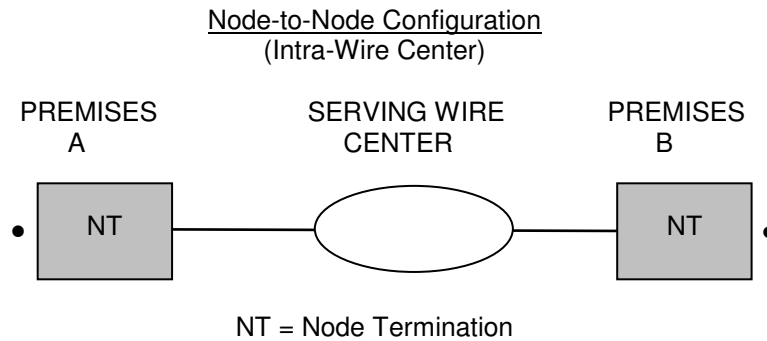 Node-to-Node Configuration
(Intra-Wire Center)
PREMISES
A
SERVING WIRE
CENTER
PREMISES
B
NT
NT
NT = Node Termination